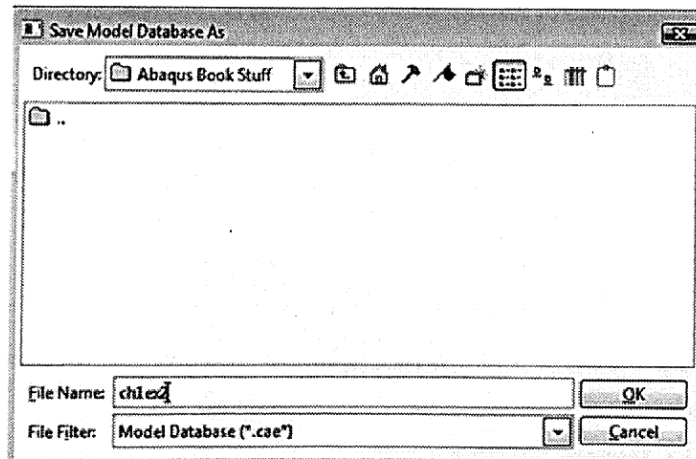 Save Model Database As
Directory: Abaqus Book Stuff
..
File Name: ch1ex2
OK
File Filter: Model Database (*.cae*)
Cancel